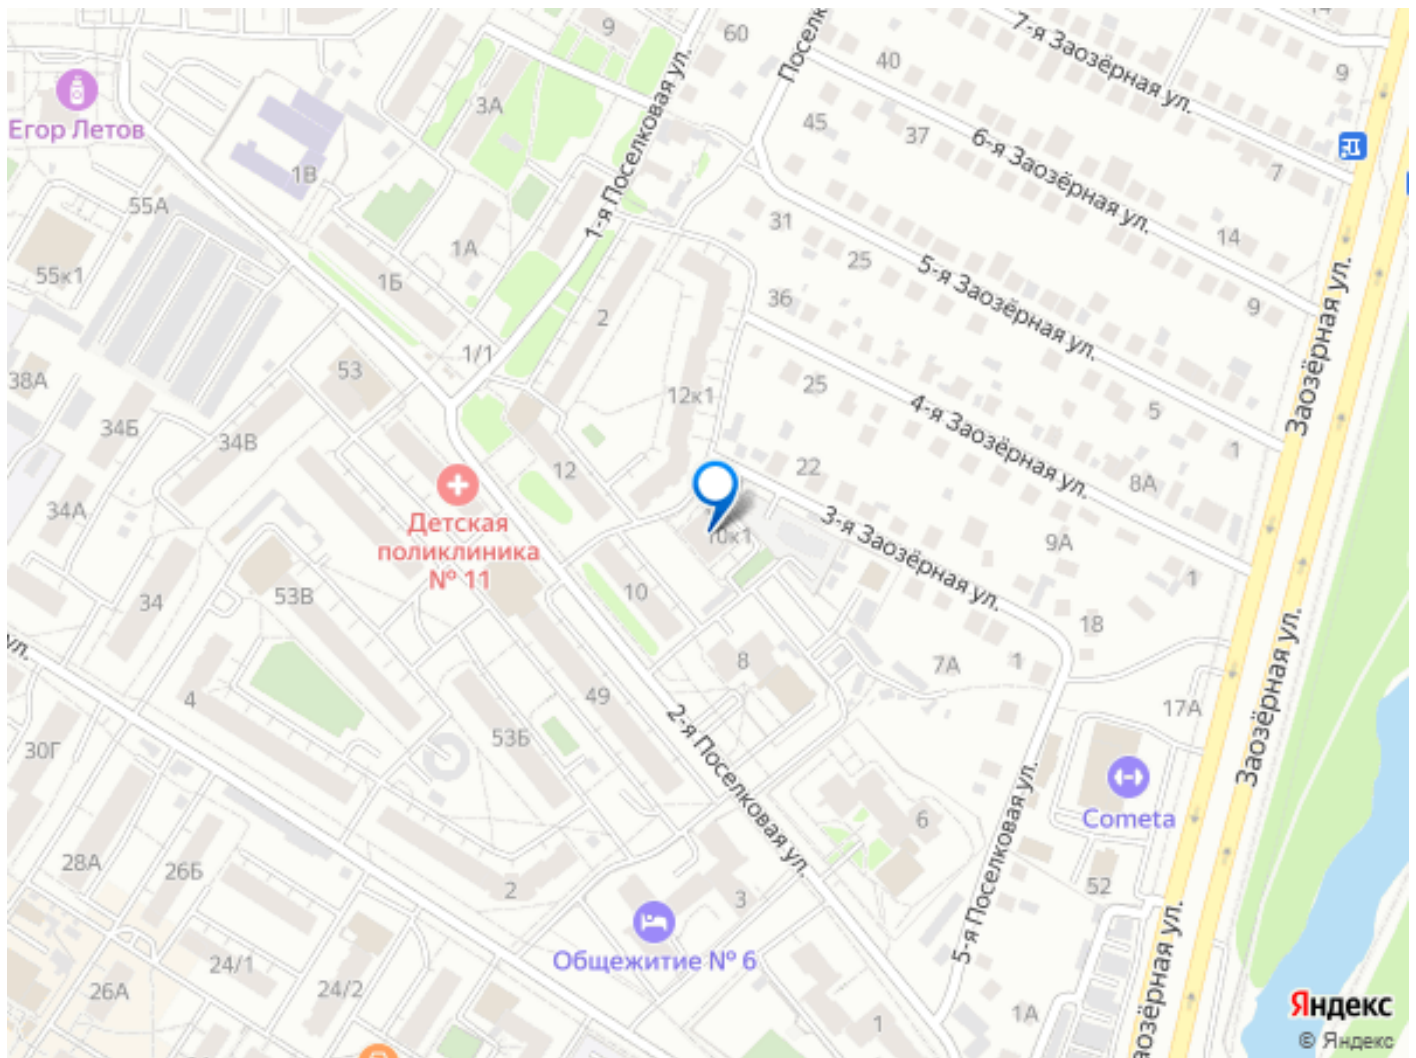 9
60
Поселк
7-я Заозёрная ул.
14
9
40
45
37
6-я Заозёрная ул.
7
3А
Егор Летов
1В
55А
1-я Поселковая ул.
31
25
14
1А
55к1
1Б
5-я Заозёрная ул.
36
9
2
Заозёрная ул.
1/1
53
38А
12к1
25
4-я Заозёрная ул.
5
1
34Б
34В
12
22
8А
34А
Детская
поликлиника
№ 11
10к1
3-я Заозёрная ул.
9А
1
34
53В
10
18
ул.
8
7А
1
4
49
17А
Заозёрная ул.
30Г
53Б
2-я Поселковая ул.
Cometa
6
5-я Поселковая ул.
28А
26Б
2
3
52
Общежитие № 6
24/1
24/2
26А
1
1А
аозёрная ул.
Яндекс
© Яндекс